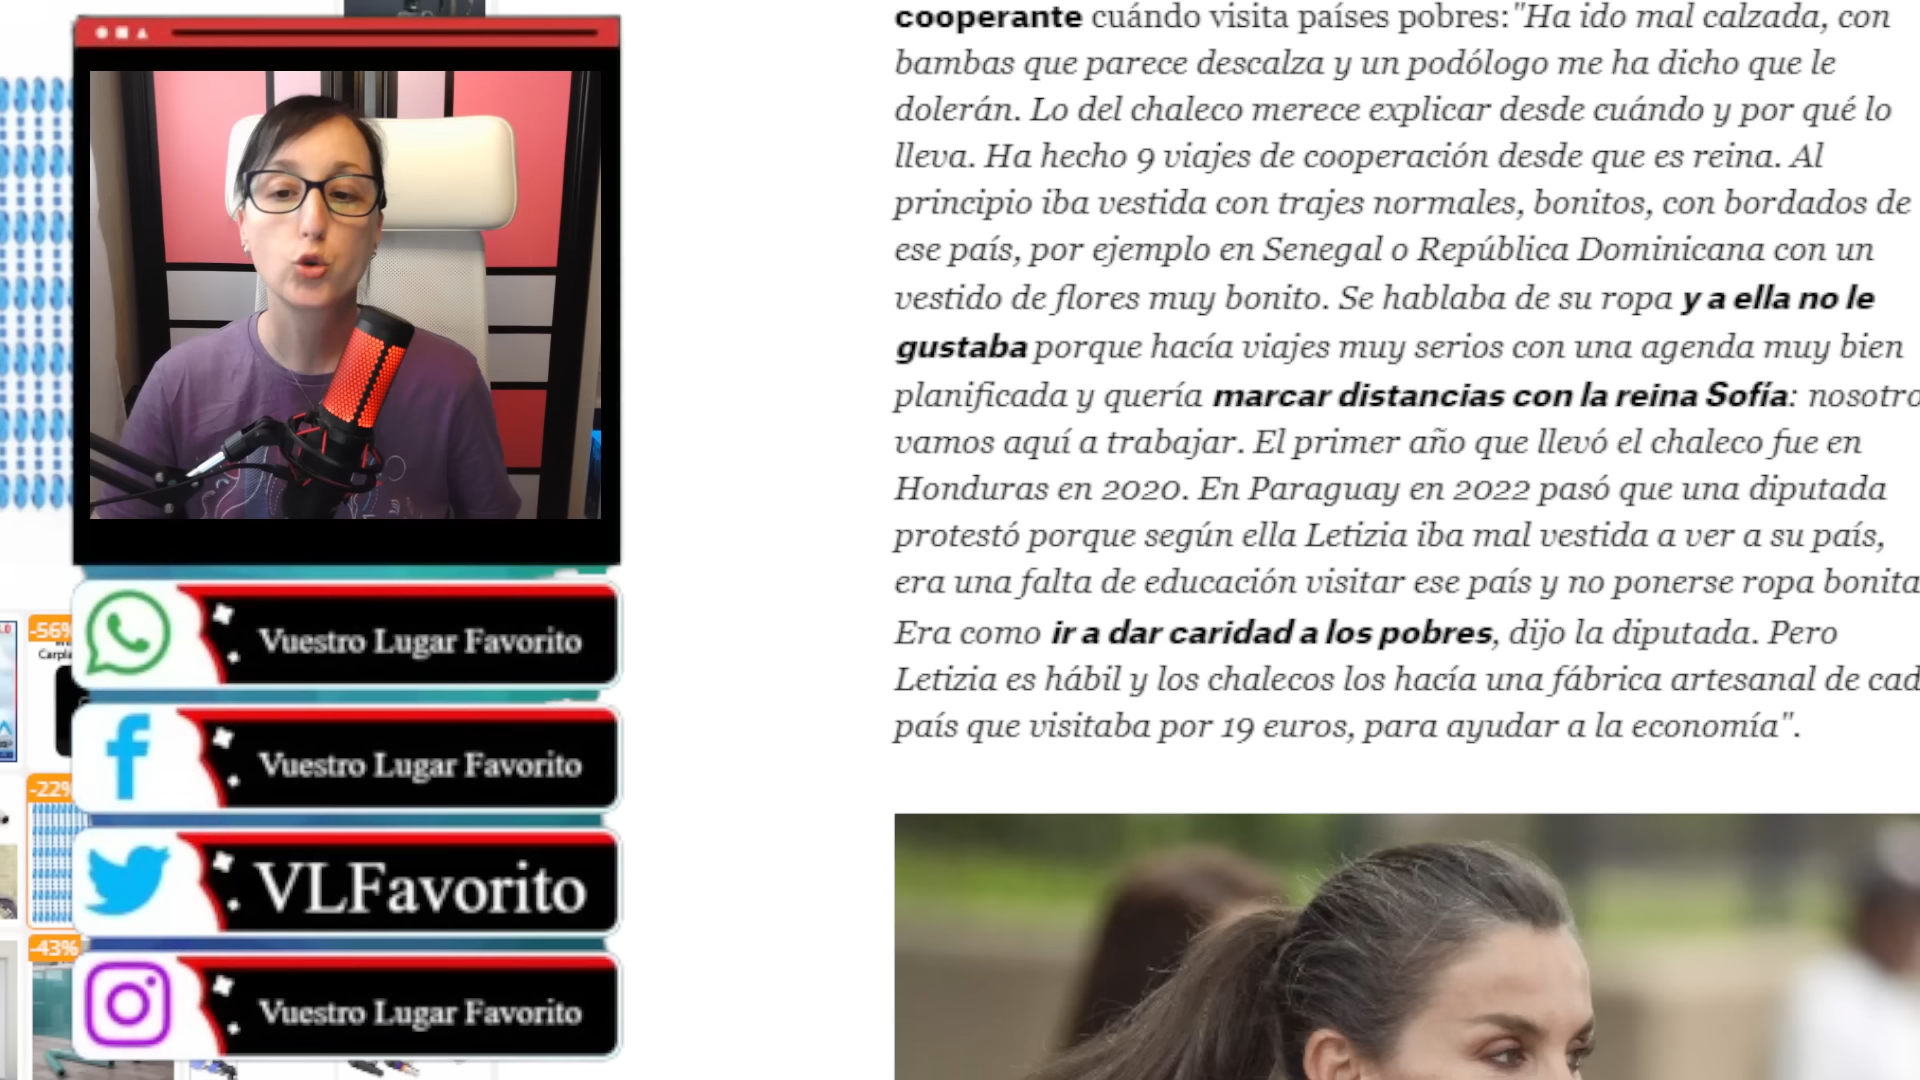 cooperante cuándo visita países pobres:"Ha ido mal calzada, con
bambas que parece descalza y un podólogo me ha dicho que le
dolerán. Lo del chaleco merece explicar desde cuándo y por qué lo
lleva. Ha hecho 9 viajes de cooperación desde que es reina. Al
principio iba vestida con trajes normales, bonitos, con bordados de
ese país, por ejemplo en Senegal o República Dominicana con un
vestido de flores muy bonito. Se hablaba de su ropa y a ella no le
gustaba porque hacía viajes muy serios con una agenda muy bien
planificada y quería marcar distancias con la reina Sofía: nosotro
vamos aquí a trabajar. El primer año que llevó el chaleco fue en
Honduras en 2020. En Paraguay en 2022 pasó que una diputada
protestó porque según ella Letizia iba mal vestida a ver a su país,
era una falta de educación visitar ese país y no ponerse ropa bonita
Era como ir a dar caridad a los pobres, dijo la diputada. Pero
Letizia es hábil y los chalecos los hacía una fábrica artesanal de cad
país que visitaba por 19 euros, para ayudar a la economía".
-56%
Carpla
-22%
-43%
Vuestro Lugar Favorito
Vuestro Lugar Favorito
VLFavorito
Vuestro Lugar Favorito